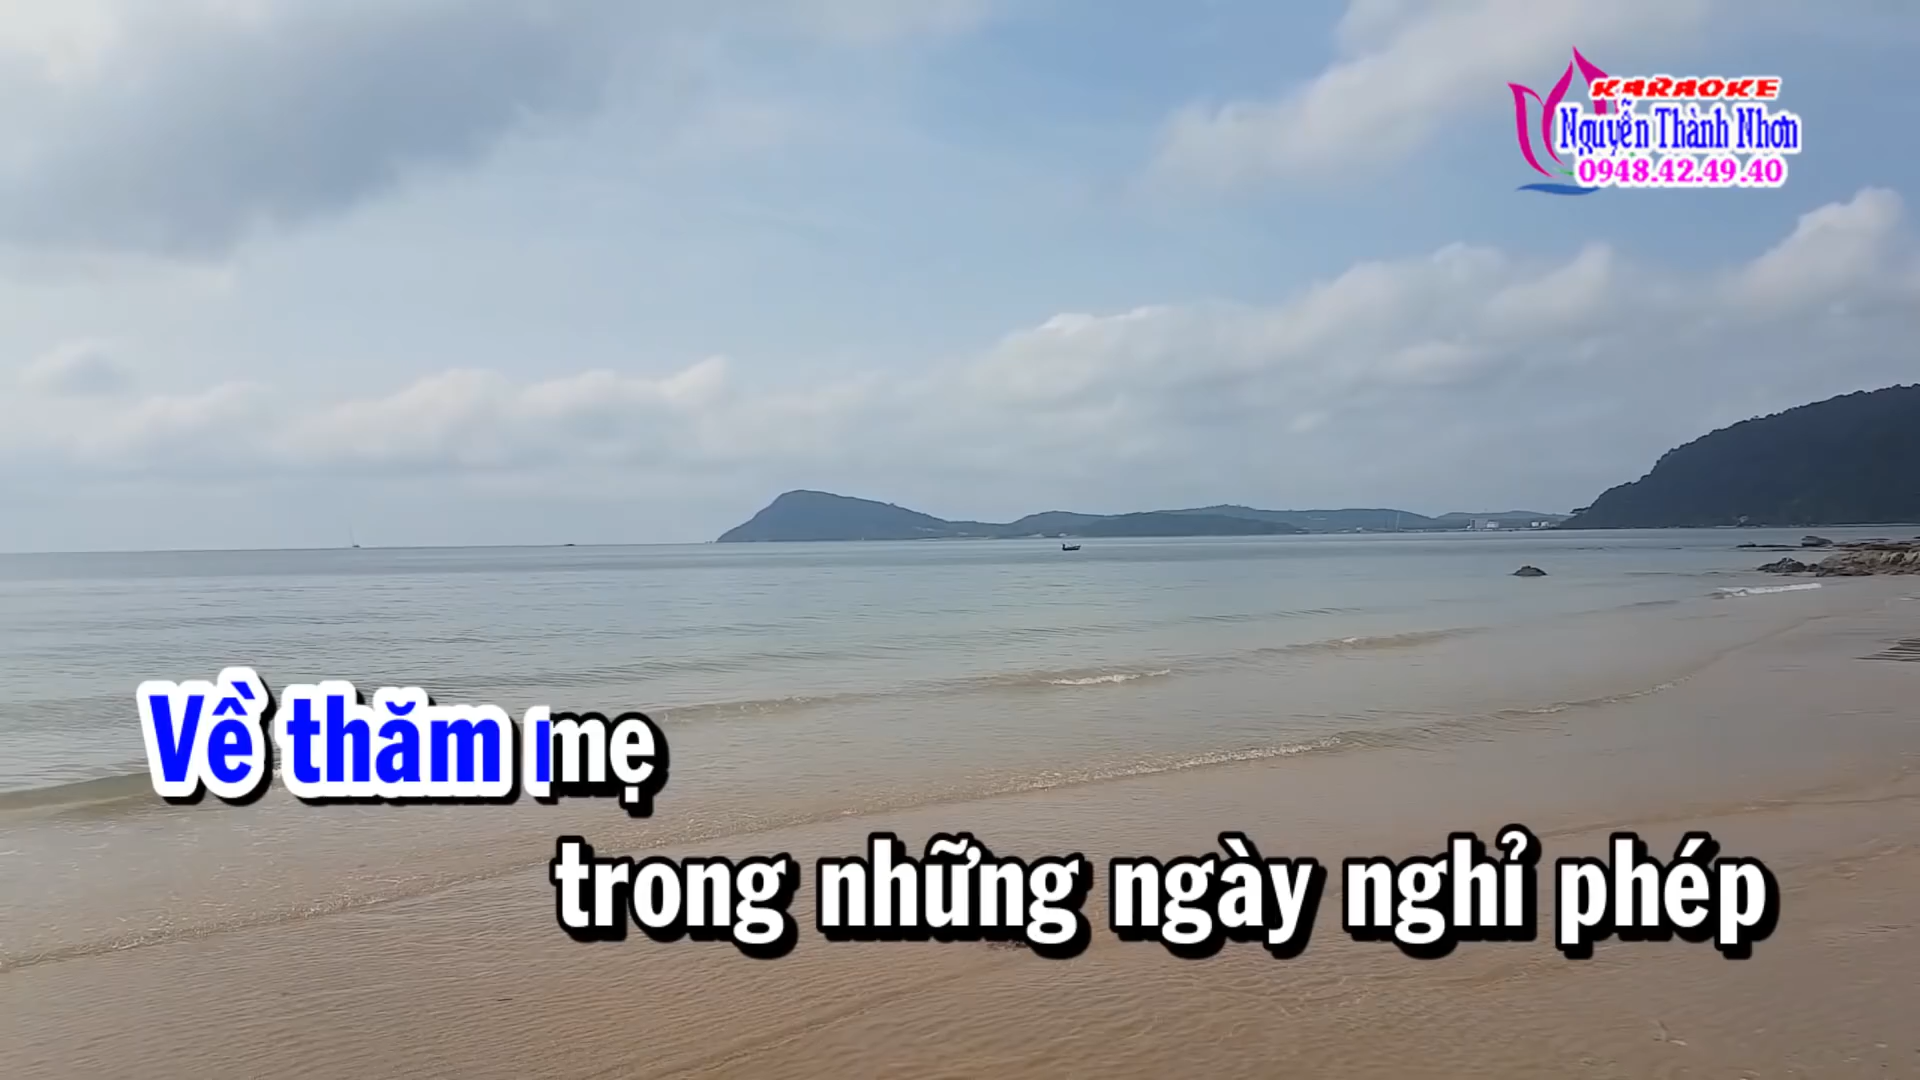 KARAOKE
Nguyễn Thành Nhơn
0948.42.49.40
Về thăm mẹ
trong những ngày nghỉ phép